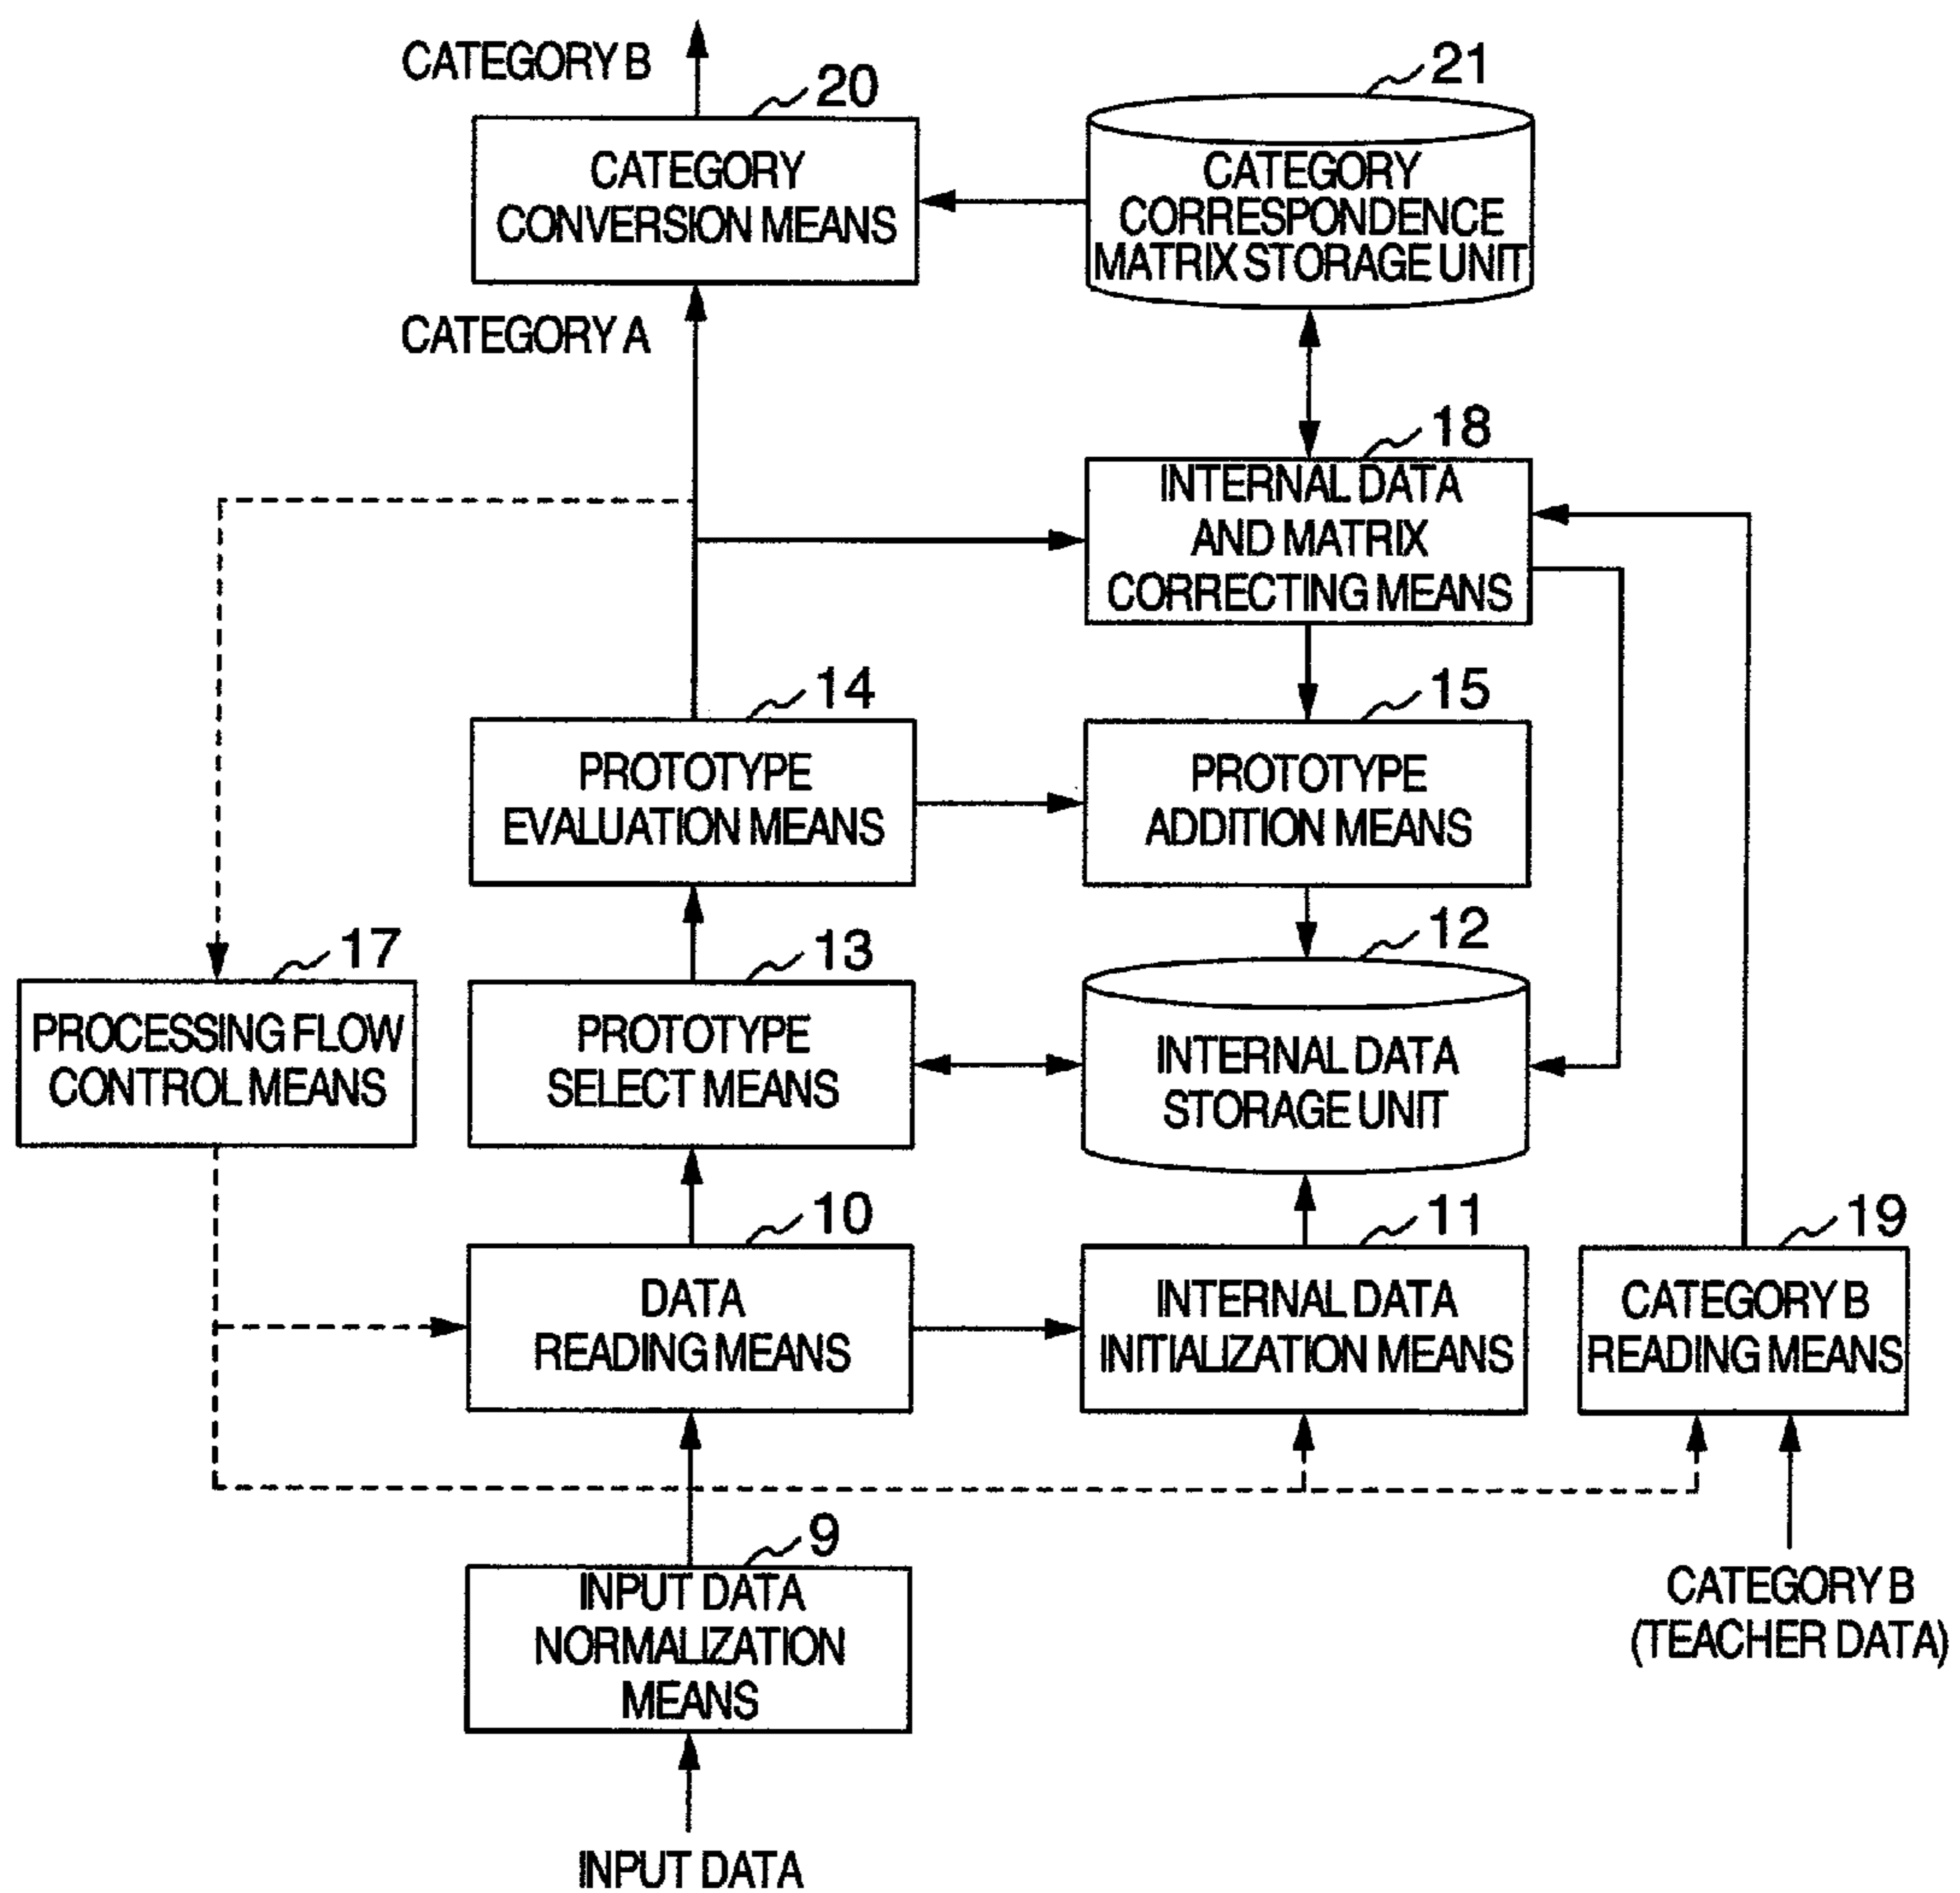 CATEGORY B
20
CATEGORY
CONVERSION MEANS
21
CATEGORY
CORRESPONDENCE
MATRIX STORAGE UNIT
CATEGORY A
18
INTERNAL DATA
AND MATRIX
CORRECTING MEANS
14
PROTOTYPE
EVALUATION MEANS
15
PROTOTYPE
ADDITION MEANS
17
PROCESSING FLOW
CONTROL MEANS
13
PROTOTYPE
SELECT MEANS
12
INTERNAL DATA
STORAGE UNIT
10
DATA
READING MEANS
11
INTERNAL DATA
INITIALIZATION MEANS
19
CATEGORY B
READING MEANS
9
INPUT DATA
NORMALIZATION
MEANS
CATEGORY B
(TEACHER DATA)
INPUT DATA